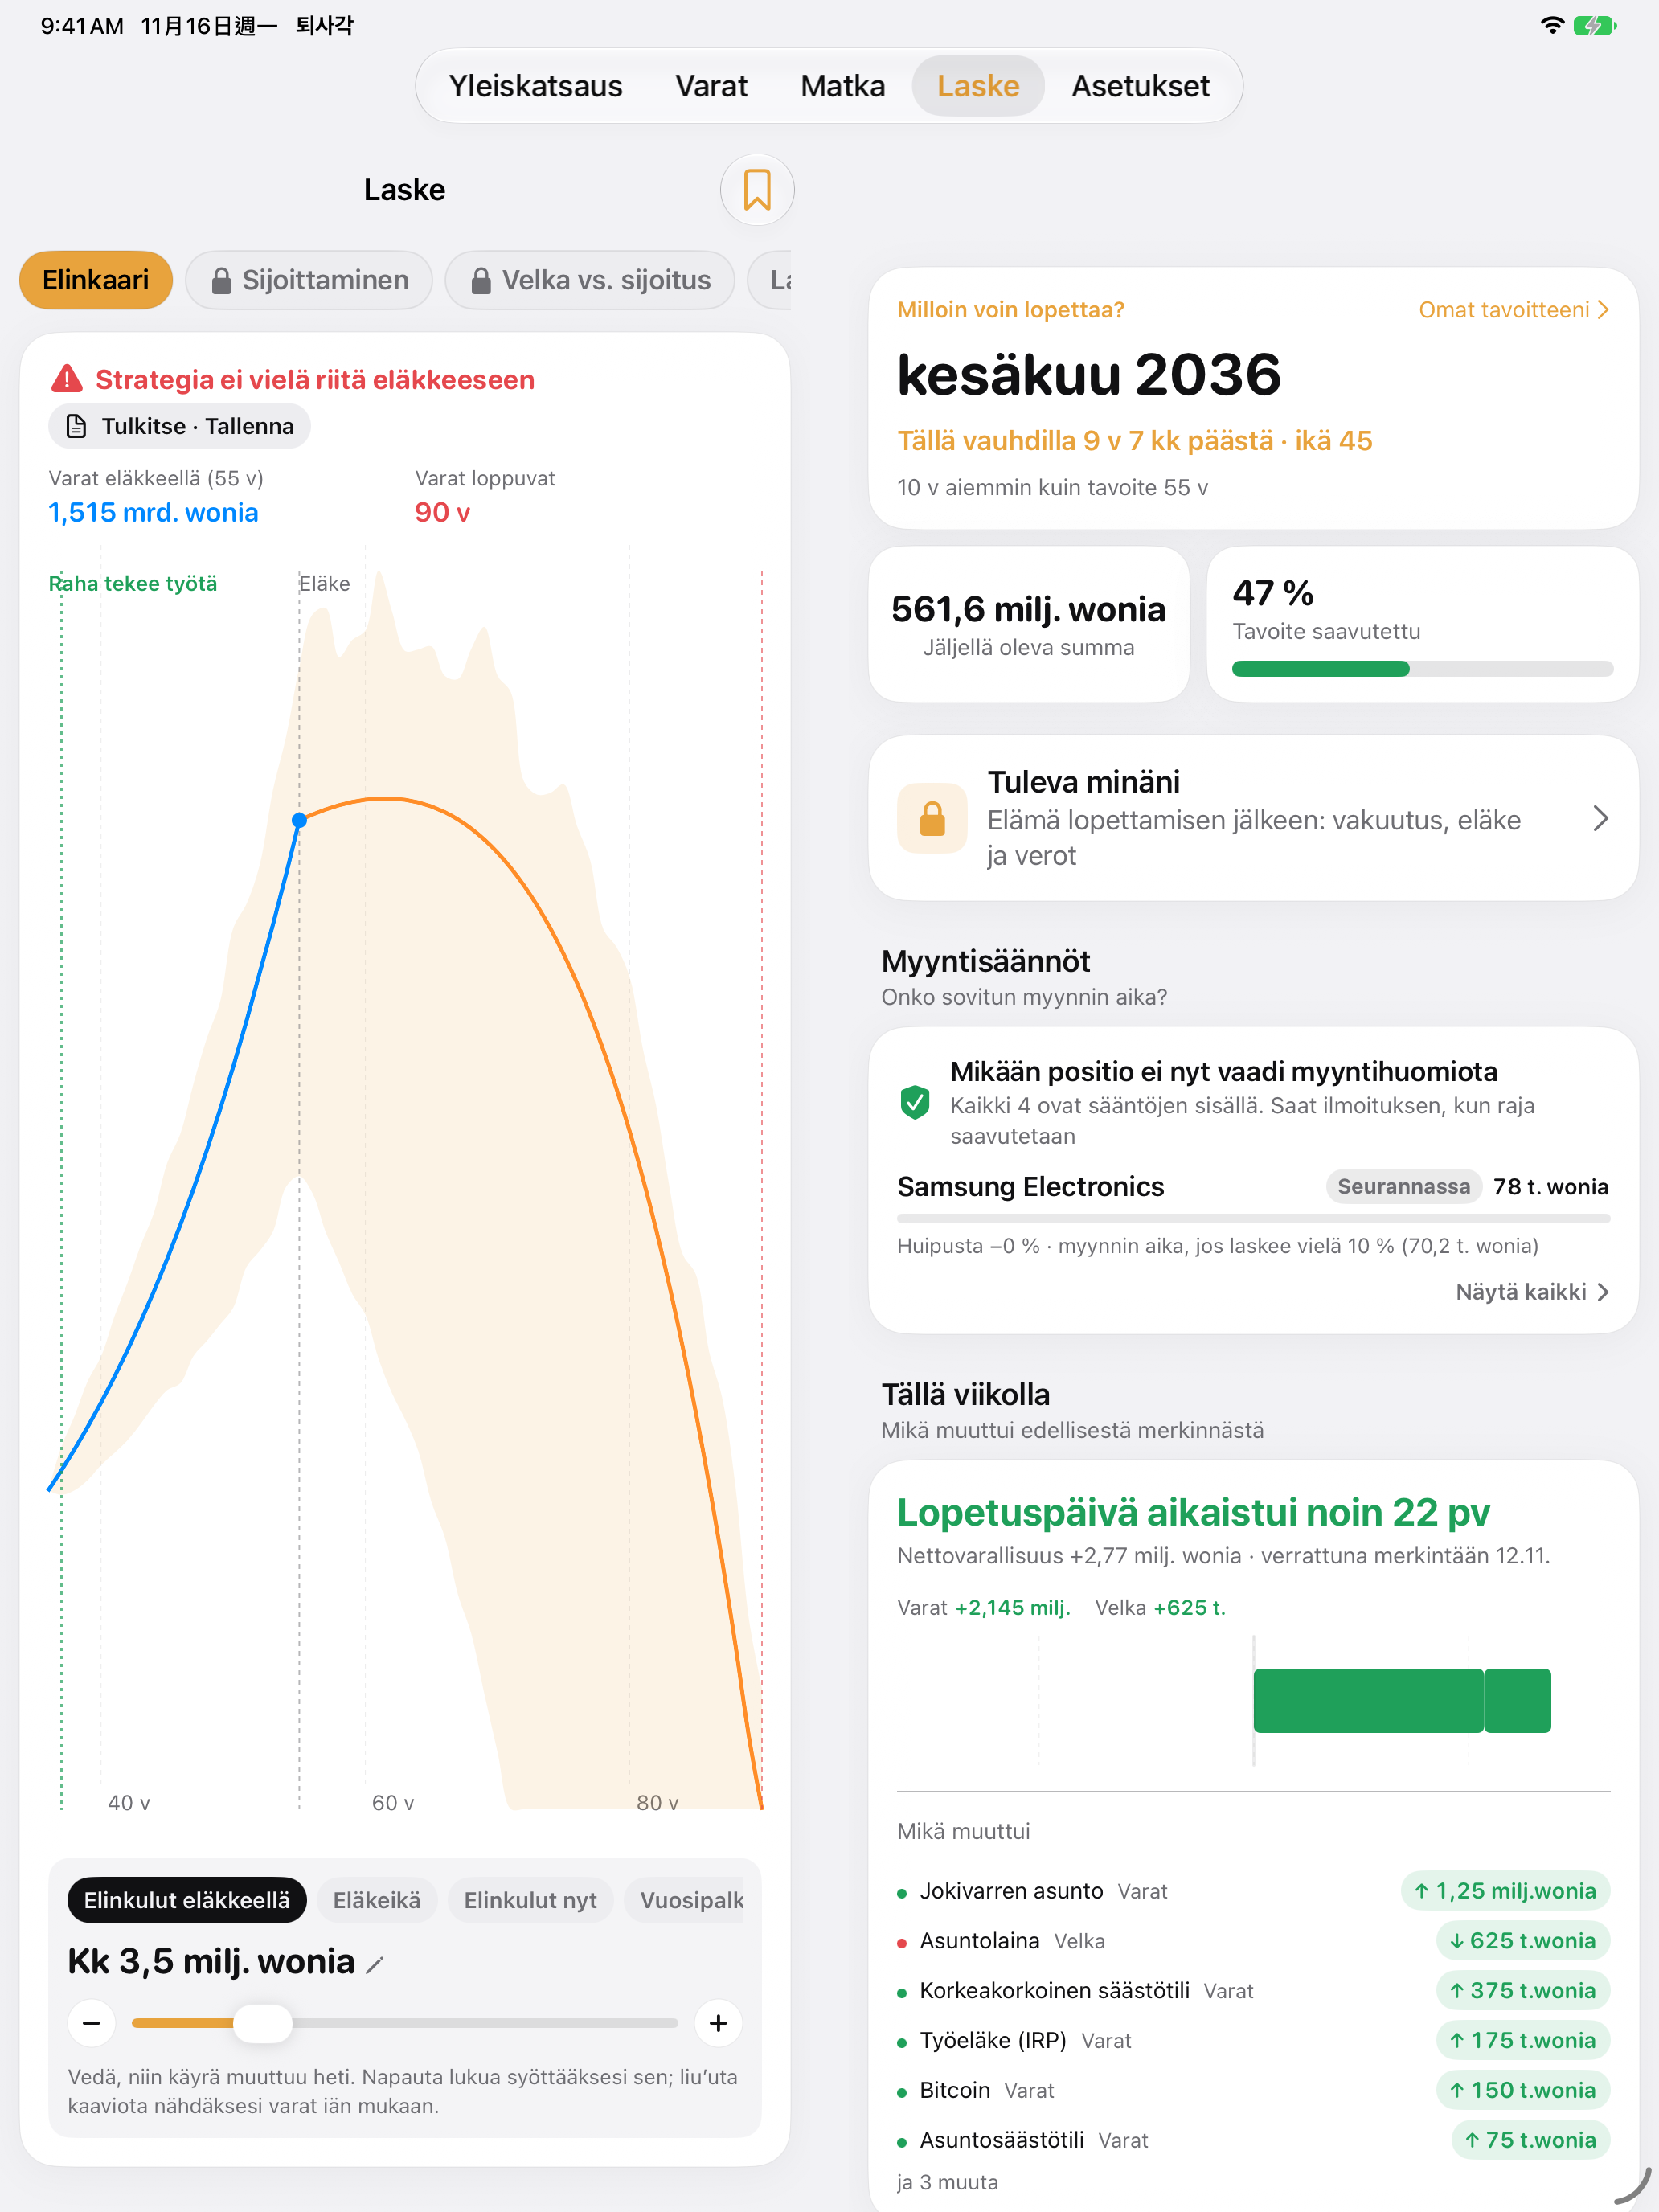 9:41 AM 11月16日週一 퇴사각
Yleiskatsaus Varat Matka Laske Asetukset
Laske
Elinkaari Sijoittaminen Velka vs. sijoitus
Strategia ei vielä riitä eläkkeeseen
Tulkitse · Tallenna
Varat eläkkeellä (55 v) Varat loppuvat
1,515 mrd. wonia 90 v
Raha tekee työtä Eläke
40 v 60 v 80 v
Elinkulut eläkkeellä Eläkeikä Elinkulut nyt Vuosipalk
Kk 3,5 milj. wonia
Vedä, niin käyrä muuttuu heti. Napauta lukua syöttääksesi sen; liu’uta
kaaviota nähdäksesi varat iän mukaan.
Milloin voin lopettaa? Omat tavoitteeni
kesäkuu 2036
Tällä vauhdilla 9 v 7 kk päästä · ikä 45
10 v aiemmin kuin tavoite 55 v
561,6 milj. wonia
Jäljellä oleva summa
47 %
Tavoite saavutettu
Tuleva minäni
Elämä lopettamisen jälkeen: vakuutus, eläke
ja verot
Myyntisäännöt
Onko sovitun myynnin aika?
Mikään positio ei nyt vaadi myyntihuomiota
Kaikki 4 ovat sääntöjen sisällä. Saat ilmoituksen, kun raja
saavutetaan
Samsung Electronics Seurannassa 78 t. wonia
Huipusta −0 % · myynnin aika, jos laskee vielä 10 % (70,2 t. wonia)
Näytä kaikki
Tällä viikolla
Mikä muuttui edellisestä merkinnästä
Lopetuspäivä aikaistui noin 22 pv
Nettovarallisuus +2,77 milj. wonia · verrattuna merkintään 12.11.
Varat +2,145 milj. Velka +625 t.
Mikä muuttui
Jokivarren asunto Varat ↑ 1,25 milj.wonia
Asuntolaina Velka ↓ 625 t.wonia
Korkeakorkoinen säästötili Varat ↑ 375 t.wonia
Työeläke (IRP) Varat ↑ 175 t.wonia
Bitcoin Varat ↑ 150 t.wonia
Asuntosäästötili Varat ↑ 75 t.wonia
ja 3 muuta